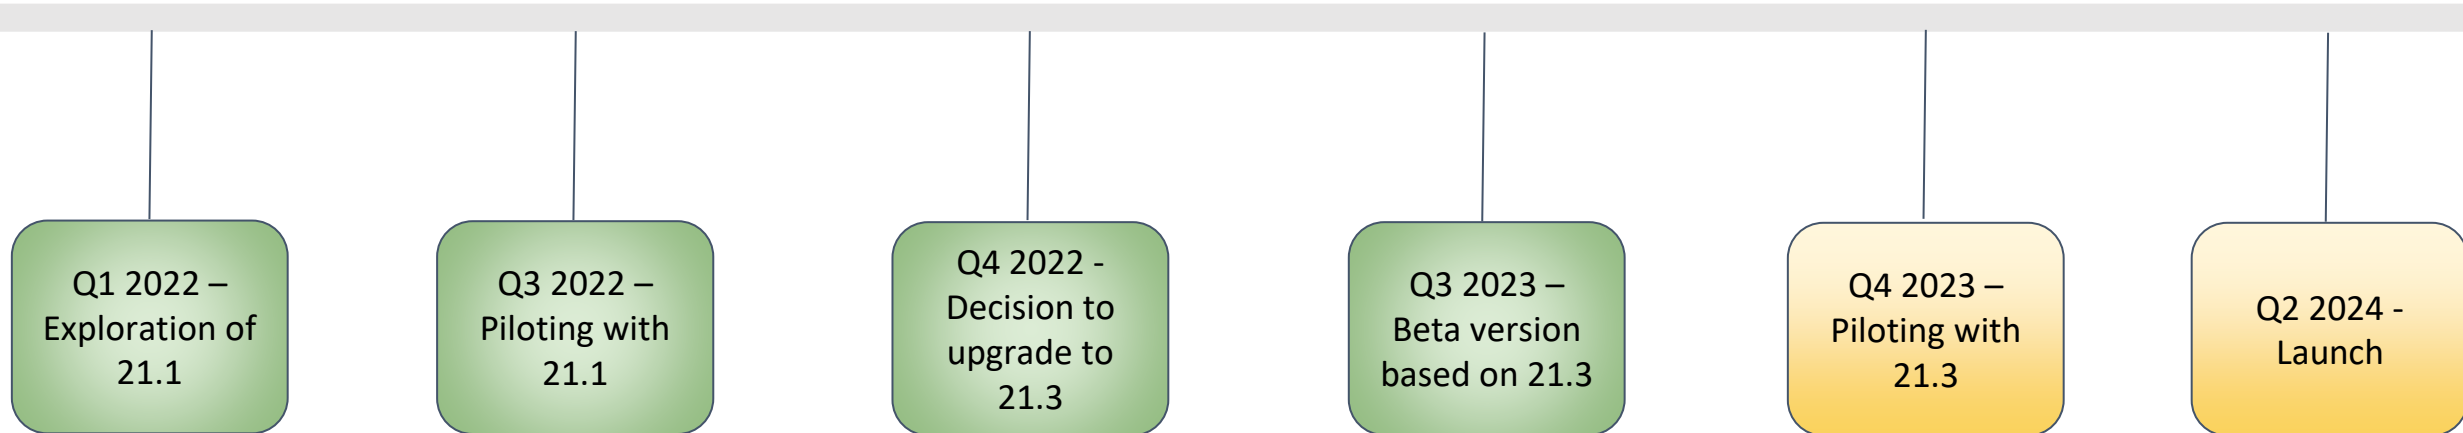 Q1 2022 –
Exploration of
21.1
Q3 2022 –
Piloting with
21.1
Q4 2022 -
Decision to
upgrade to
21.3
Q3 2023 –
Beta version
based on 21.3
Q4 2023 –
Piloting with
21.3
Q2 2024 -
Launch